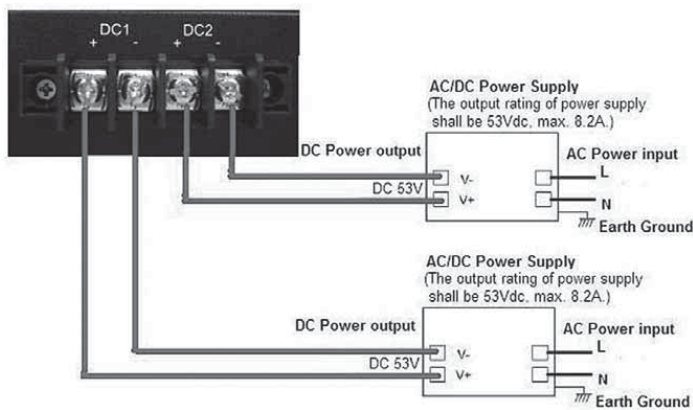 DC1 DC2
+ - + -
AC/DC Power Supply
(The output rating of power supply
shall be 53Vdc, max. 8.2A.)
DC Power output
AC Power input
V-
L
DC 53V
V+
N
Earth Ground
AC/DC Power Supply
(The output rating of power supply
shall be 53Vdc, max. 8.2A.)
DC Power output
AC Power input
V-
L
DC 53V
V+
N
Earth Ground